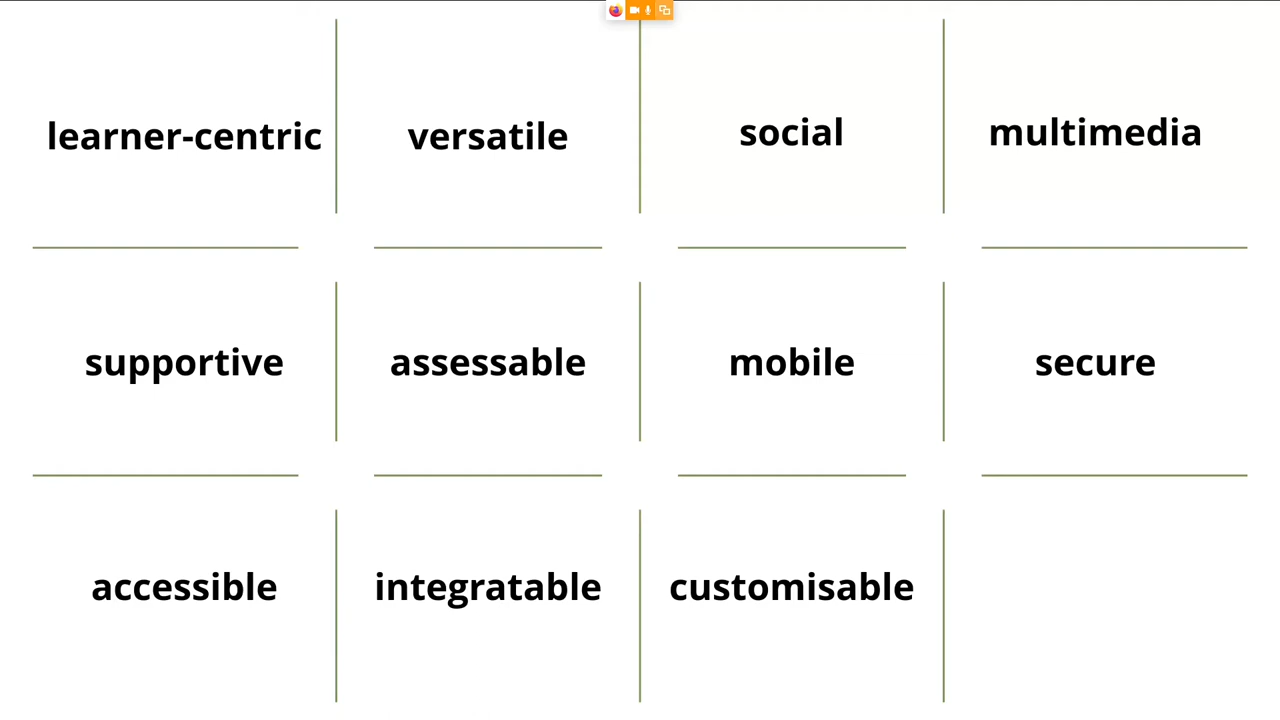 learner-centric
versatile
social
multimedia
supportive
assessable
mobile
secure
accessible
integratable
customisable